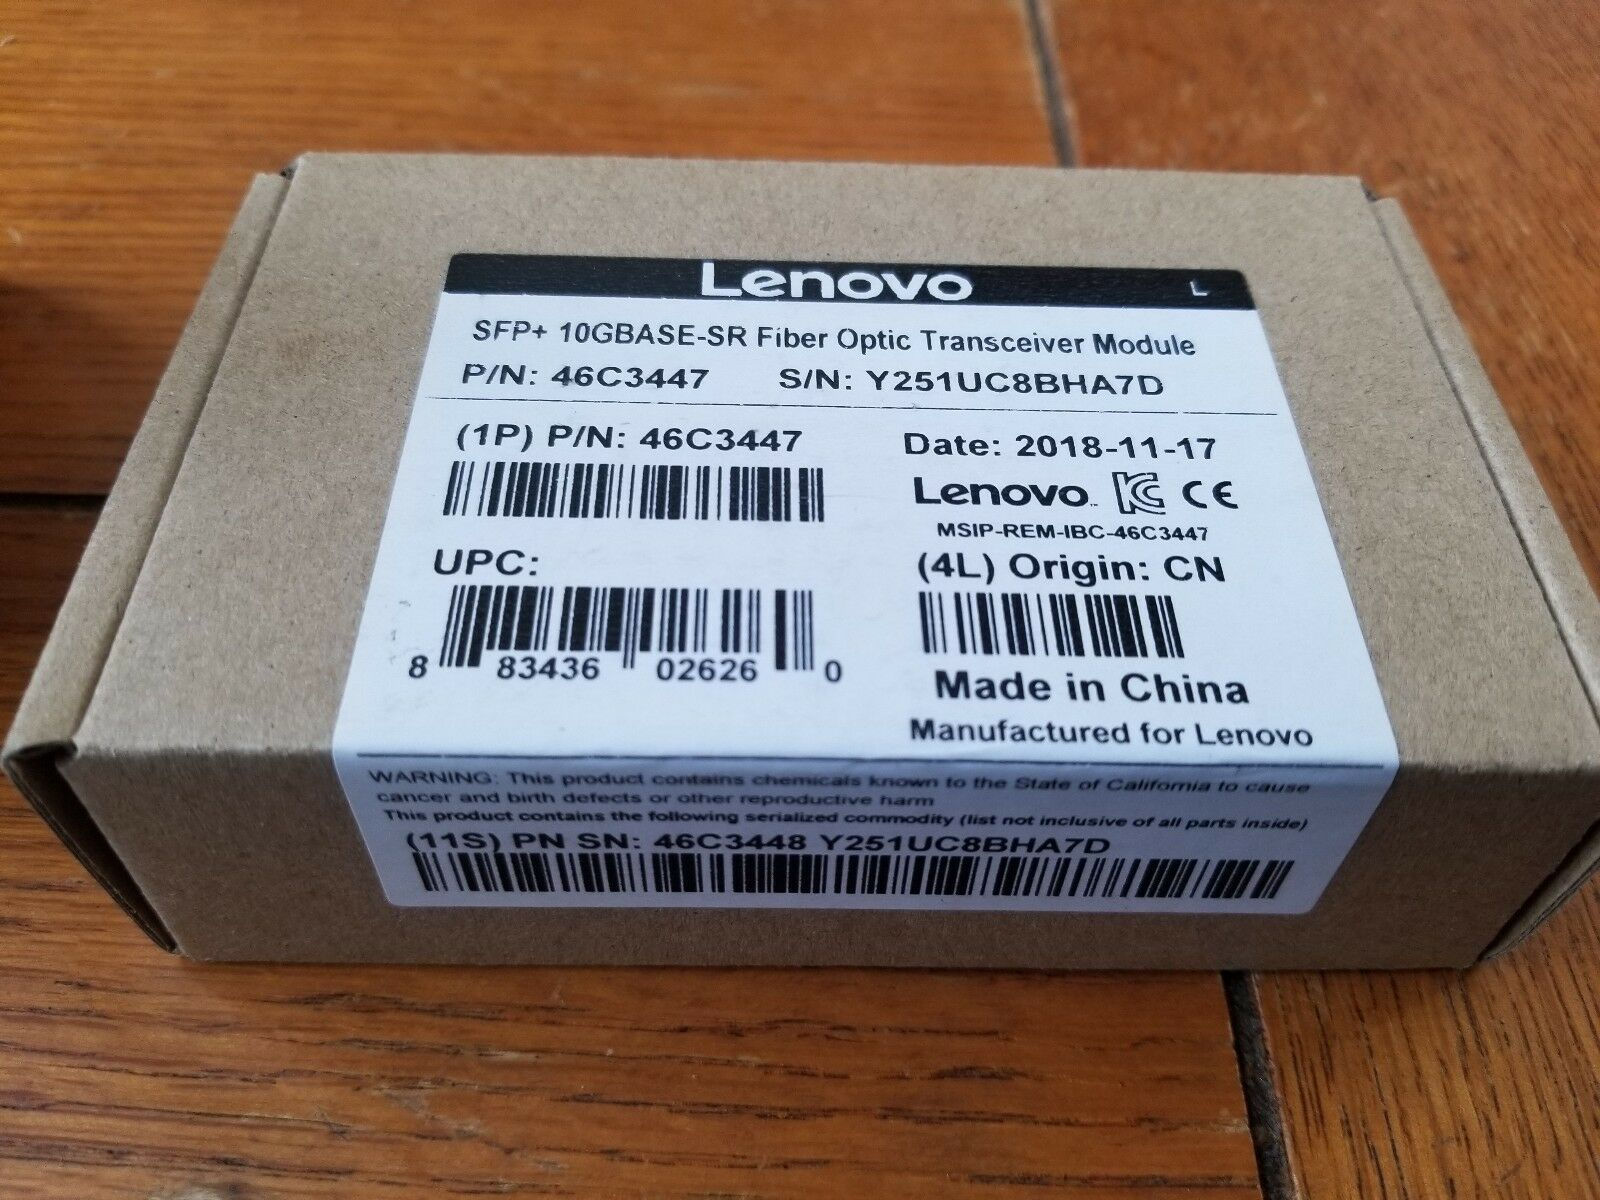 Lenovo L
SFP+ 10GBASE-SR Fiber Optic Transceiver Module
P/N: 46C3447 S/N: Y251UC8BHA7D
(1P) P/N: 46C3447
Date: 2018-11-17
Lenovo. KC CE
MSIP-REM-IBC-46C3447
UPC:
8 83436 02626 0
(4L) Origin: CN
Made in China
Manufactured for Lenovo
WARNING: This product contains chemicals known to the State of California to cause
cancer and birth defects or other reproductive harm
This product contains the following serialized commodity (list not inclusive of all parts inside)
(11S) PN SN: 46C3448 Y251UC8BHA7D